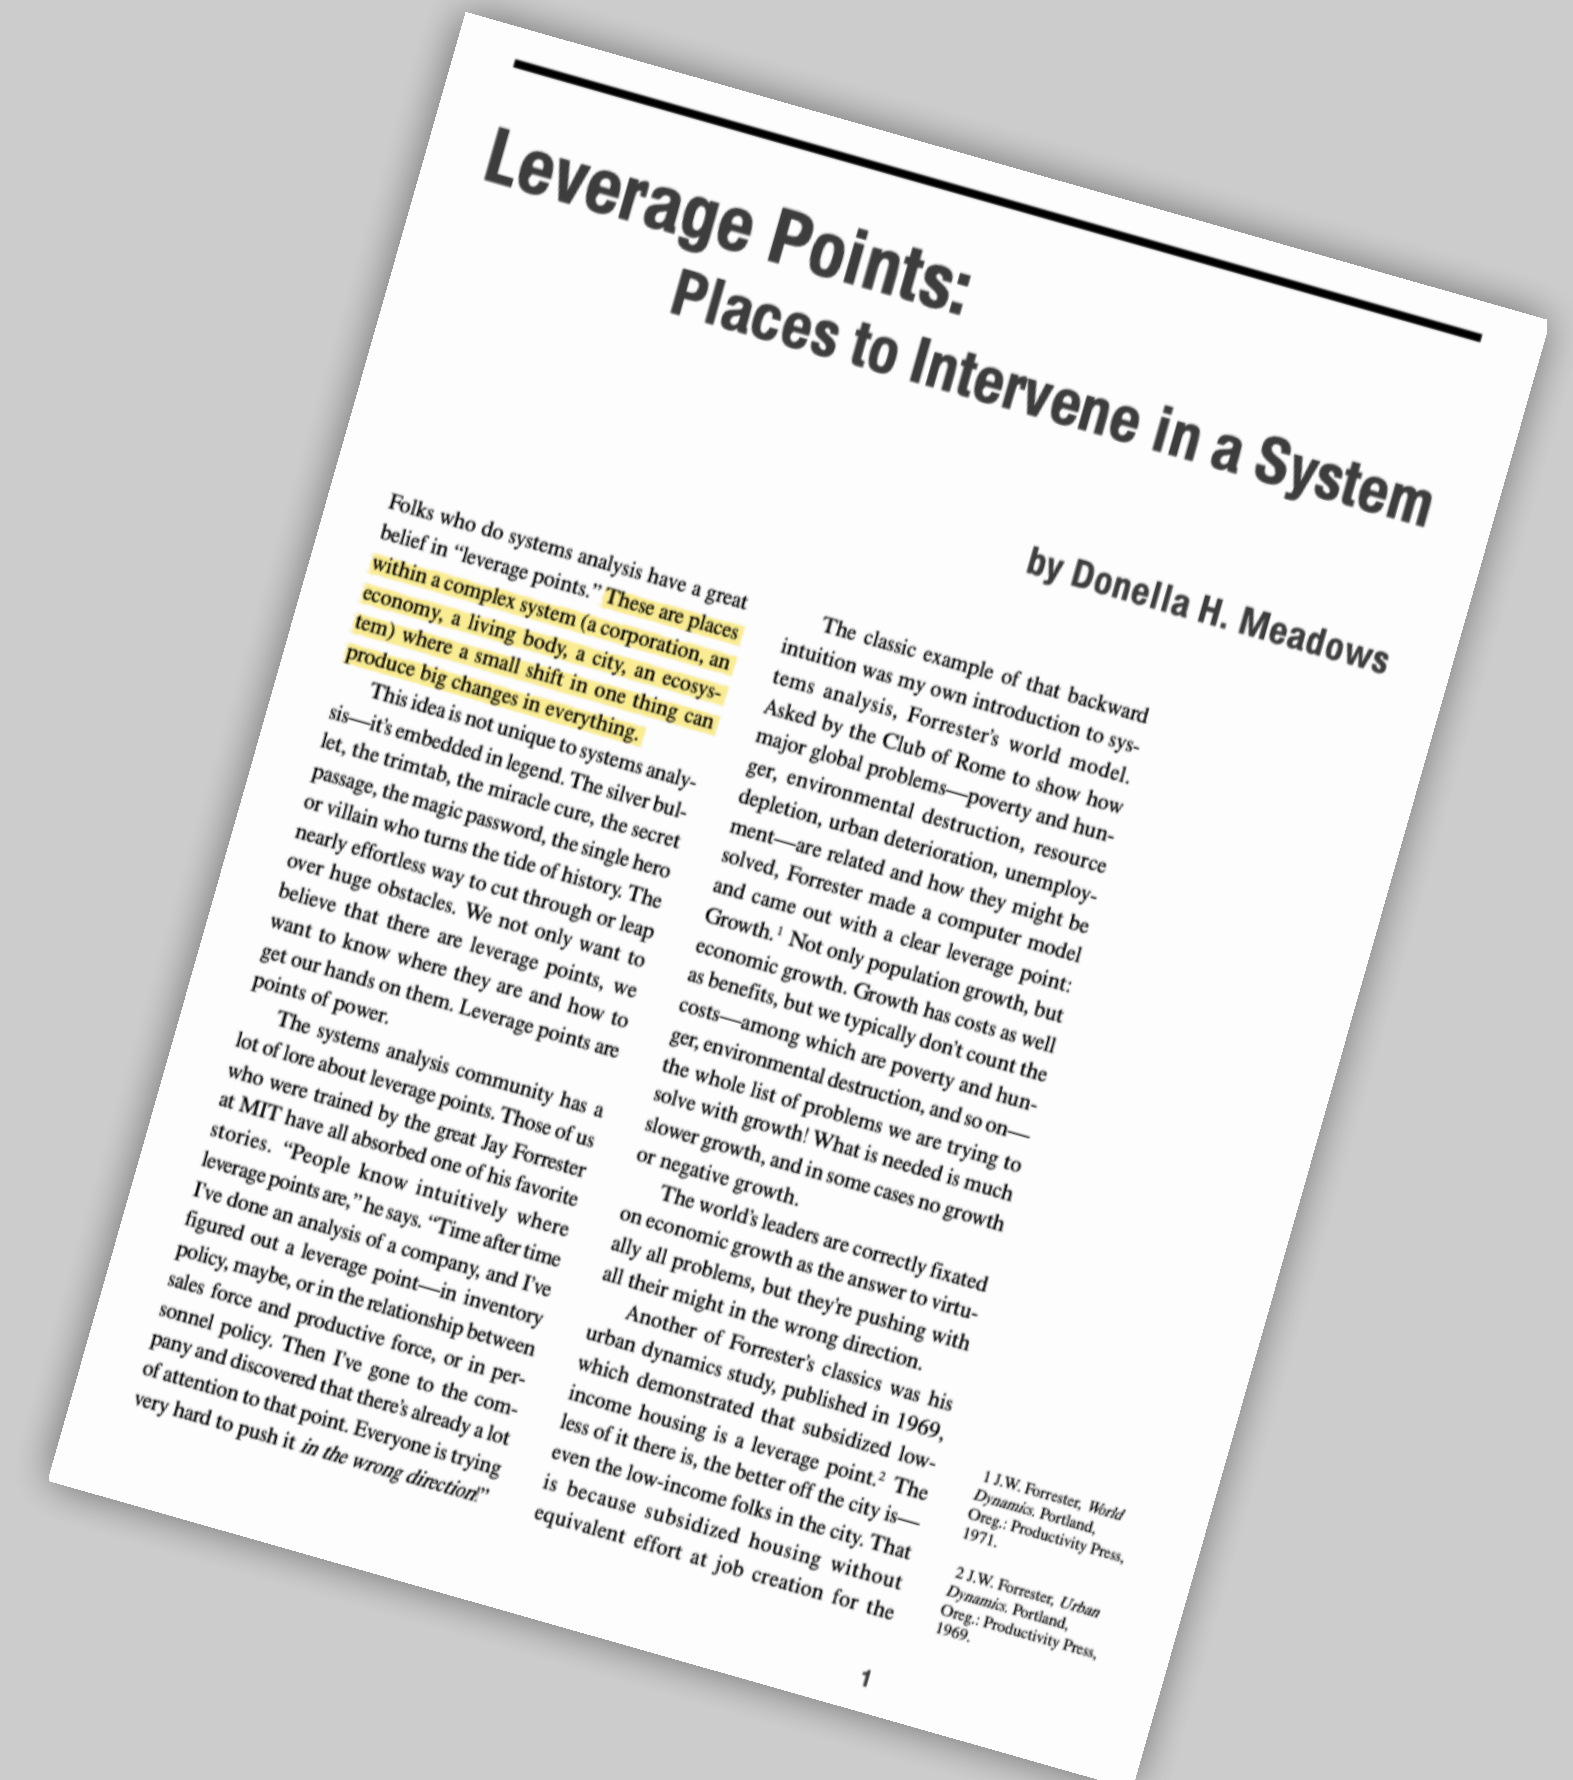 Leverage Points:
Places to Intervene in a System
by Donella H. Meadows
Folks who do systems analysis have a great
belief in “leverage points.” These are places
within a complex system (a corporation, an
economy, a living body, a city, an ecosys-
tem) where a small shift in one thing can
produce big changes in everything.
This idea is not unique to systems analy-
sis—it’s embedded in legend. The silver bul-
let, the trimtab, the miracle cure, the secret
passage, the magic password, the single hero
or villain who turns the tide of history. The
nearly effortless way to cut through or leap
over huge obstacles. We not only want to
believe that there are leverage points, we
want to know where they are and how to
get our hands on them. Leverage points are
points of power.
The systems analysis community has a
lot of lore about leverage points. Those of us
who were trained by the great Jay Forrester
at MIT have all absorbed one of his favorite
stories. “People know intuitively where
leverage points are,” he says. “Time after time
I’ve done an analysis of a company, and I’ve
figured out a leverage point—in inventory
policy, maybe, or in the relationship between
sales force and productive force, or in per-
sonnel policy. Then I’ve gone to the com-
pany and discovered that there’s already a lot
of attention to that point. Everyone is trying
very hard to push it in the wrong direction!”
The classic example of that backward
intuition was my own introduction to sys-
tems analysis, Forrester’s world model.
Asked by the Club of Rome to show how
major global problems—poverty and hun-
ger, environmental destruction, resource
depletion, urban deterioration, unemploy-
ment—are related and how they might be
solved, Forrester made a computer model
and came out with a clear leverage point:
Growth.1 Not only population growth, but
economic growth. Growth has costs as well
as benefits, but we typically don’t count the
costs—among which are poverty and hun-
ger, environmental destruction, and so on—
the whole list of problems we are trying to
solve with growth! What is needed is much
slower growth, and in some cases no growth
or negative growth.
The world’s leaders are correctly fixated
on economic growth as the answer to virtu-
ally all problems, but they’re pushing with
all their might in the wrong direction.
Another of Forrester’s classics was his
urban dynamics study, published in 1969,
which demonstrated that subsidized low-
income housing is a leverage point.2 The
less of it there is, the better off the city is—
even the low-income folks in the city. That
is because subsidized housing without
equivalent effort at job creation for the
1 J.W. Forrester, World
Dynamics. Portland,
Oreg.: Productivity Press,
1971.
2 J.W. Forrester, Urban
Dynamics. Portland,
Oreg.: Productivity Press,
1969.
1